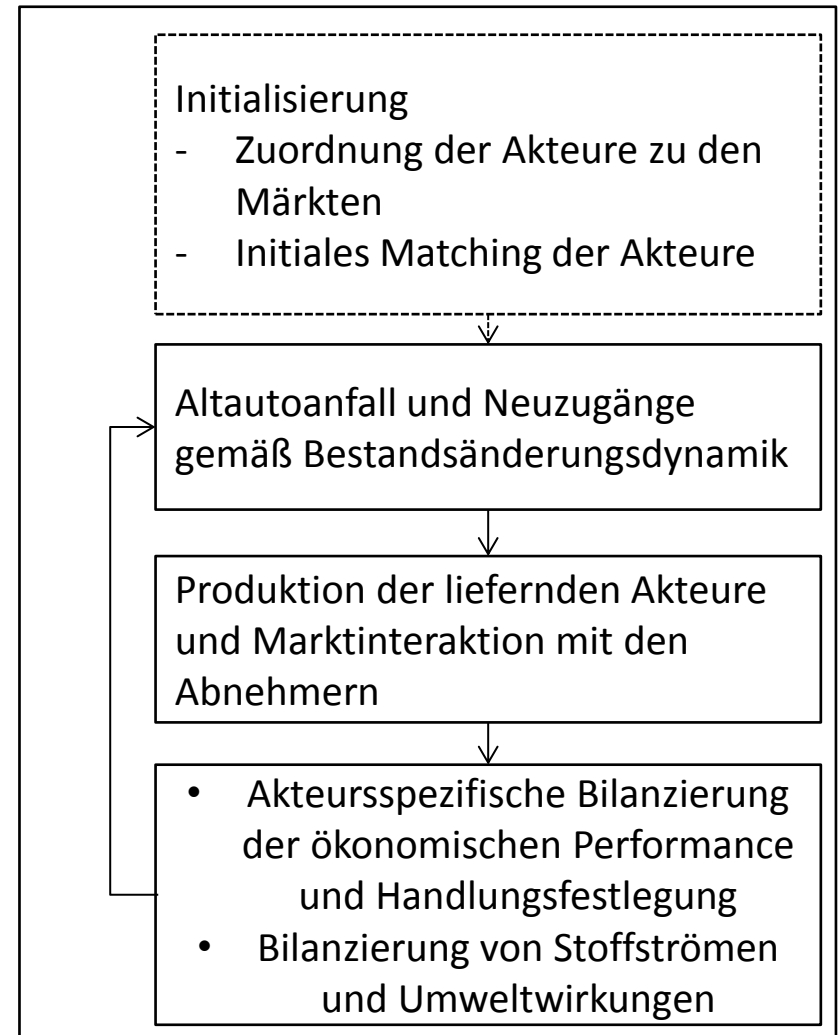 Initialisierung
- Zuordnung der Akteure zu den
Märkten
- Initiales Matching der Akteure
Altautoanfall und Neuzugänge
gemäß Bestandsänderungsdynamik
Produktion der liefernden Akteure
und Marktinteraktion mit den
Abnehmern
• Akteursspezifische Bilanzierung
der ökonomischen Performance
und Handlungsfestlegung
• Bilanzierung von Stoffströmen
und Umweltwirkungen